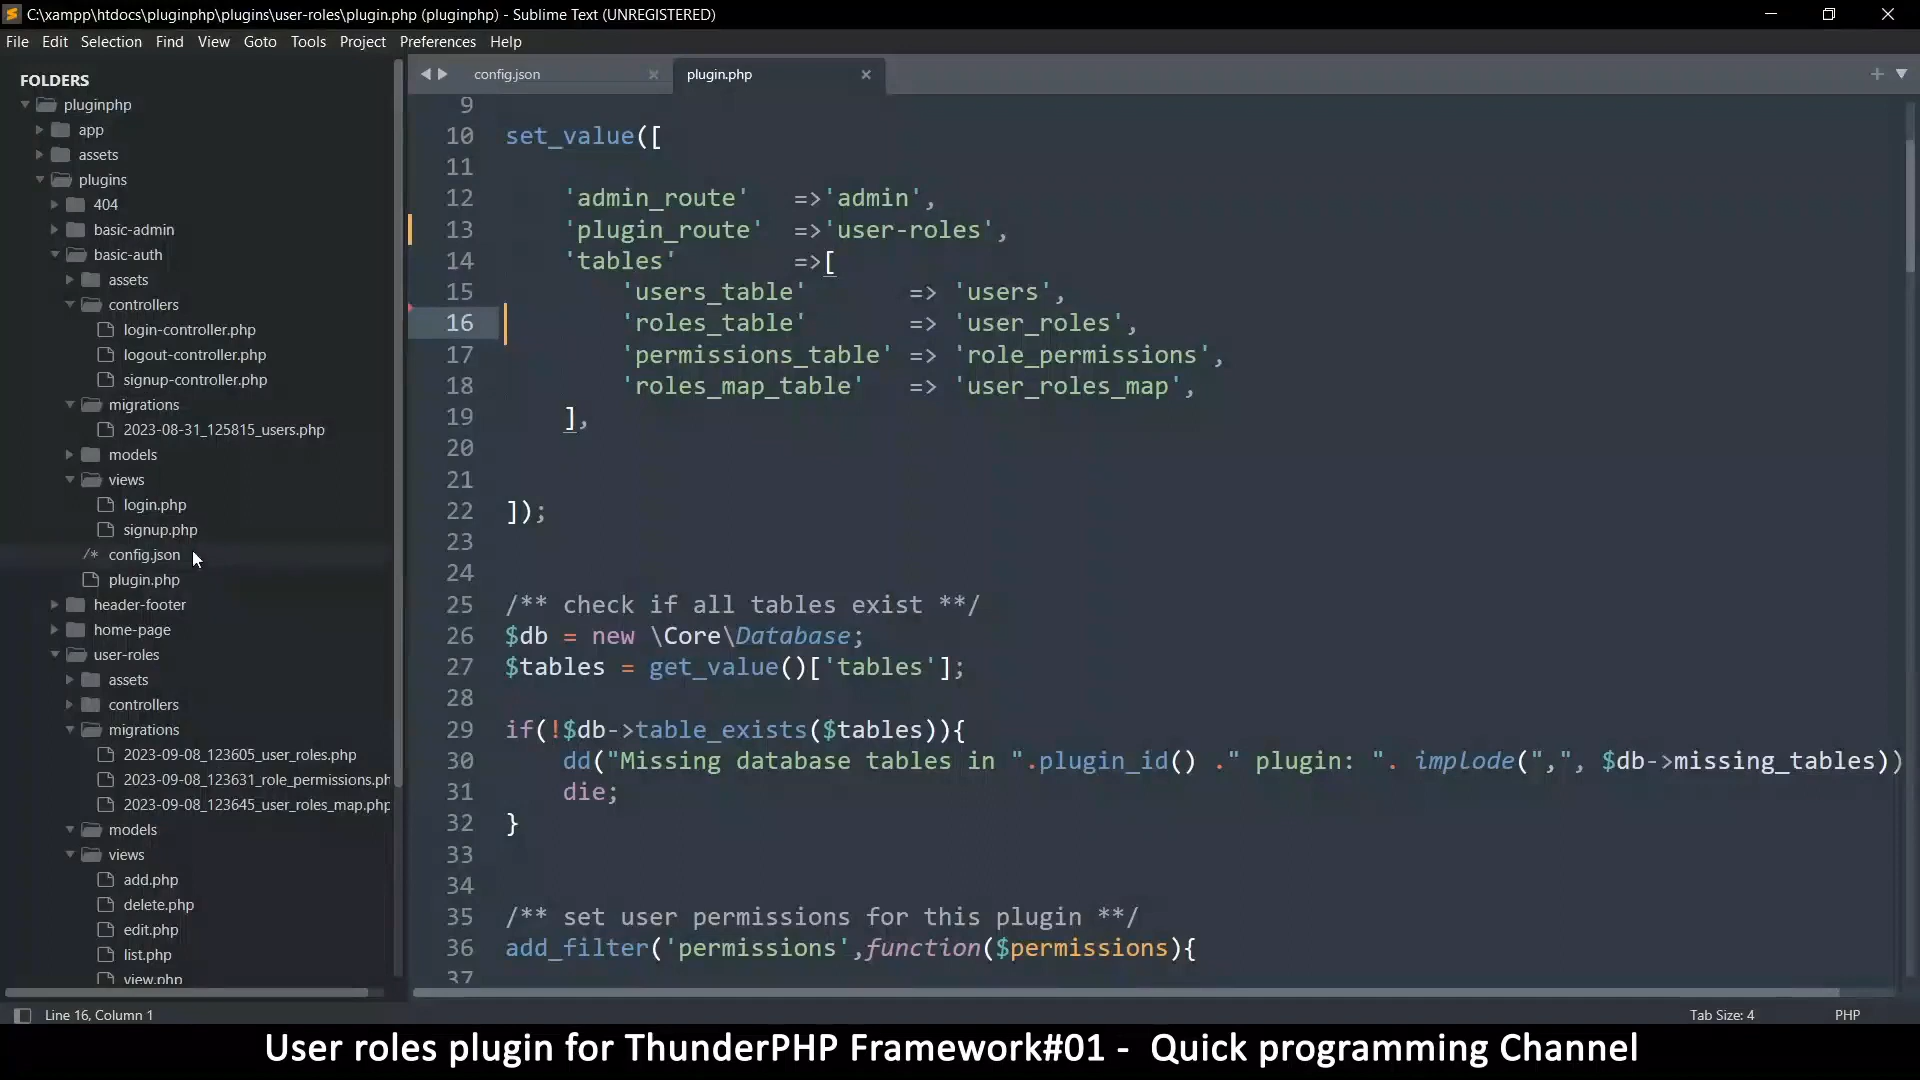 C:\xampp\htdocs\pluginphp\plugins\user-roles\plugin.php (pluginphp) - Sublime Text (UNREGISTERED)
File Edit Selection Find View Goto Tools Project Preferences Help
FOLDERS
pluginphp
app
assets
plugins
404
basic-admin
basic-auth
assets
controllers
login-controller.php
logout-controller.php
signup-controller.php
migrations
2023-08-31_125815_users.php
models
views
login.php
signup.php
/* config.json
plugin.php
header-footer
home-page
user-roles
assets
controllers
migrations
2023-09-08_123605_user_roles.php
2023-09-08_123631_role_permissions.ph
2023-09-08_123645_user_roles_map.php
models
views
add.php
delete.php
edit.php
list.php
view.php
config.json plugin.php
9
10 set_value([
11
12 'admin_route' =>'admin',
13 'plugin_route' =>'user-roles',
14 'tables' =>[
15 'users_table' => 'users',
16 'roles_table' => 'user_roles',
17 'permissions_table' => 'role_permissions',
18 'roles_map_table' => 'user_roles_map',
19 ],
20
21
22 ]);
23
24
25 /** check if all tables exist **/
26 $db = new \Core\Database;
27 $tables = get_value()['tables'];
28
29 if(!$db->table_exists($tables)){
30 dd("Missing database tables in ".plugin_id() ." plugin: ". implode(",", $db->missing_tables))
31 die;
32 }
33
34
35 /** set user permissions for this plugin **/
36 add_filter('permissions',function($permissions){
37
Line 16, Column 1
Tab Size: 4 PHP
User roles plugin for ThunderPHP Framework#01 - Quick programming Channel